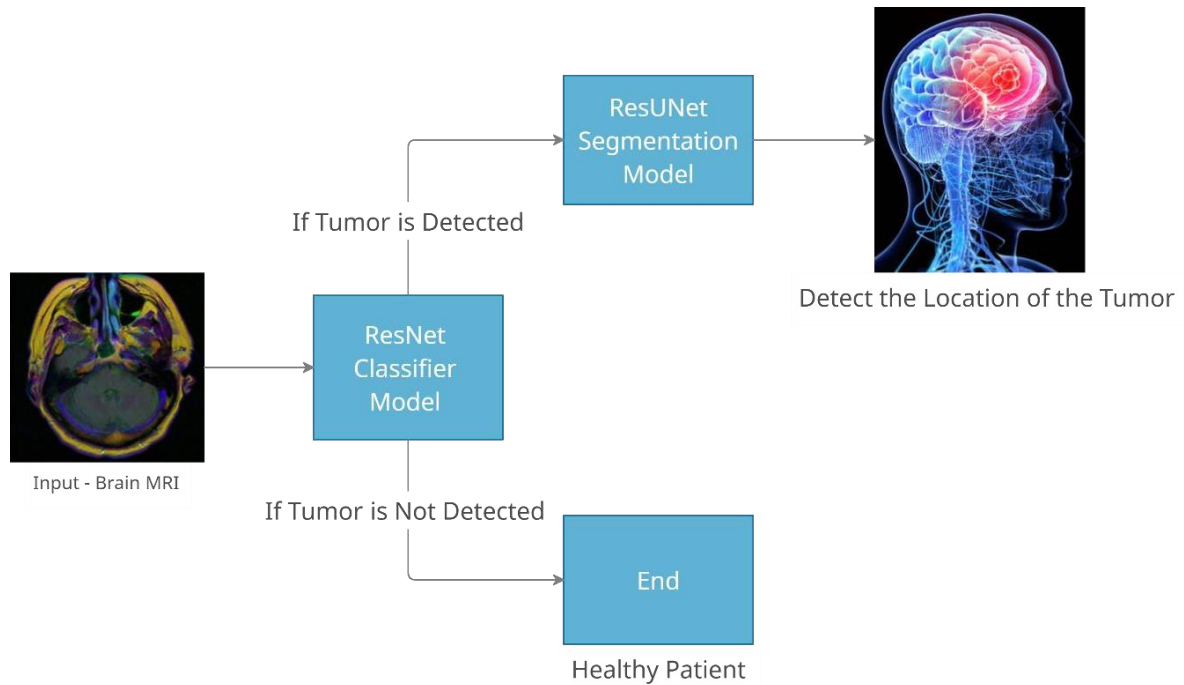 ResUNet
Segmentation
Model
If Tumor is Detected
Detect the Location of the Tumor
ResNet
Classifier
Model
Input - Brain MRI
If Tumor is Not Detected
End
Healthy Patient